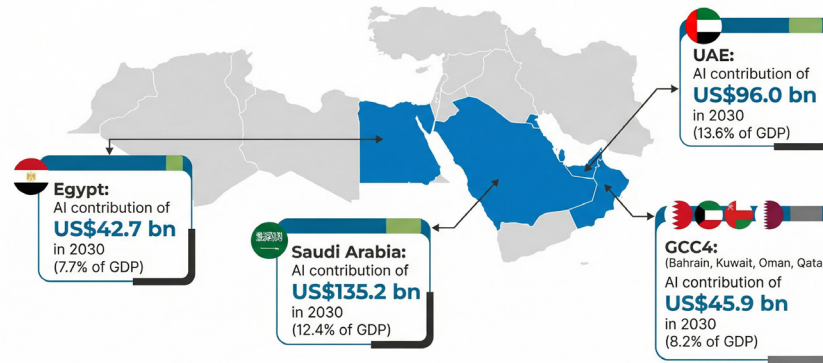 UAE:
AI contribution of
US$96.0 bn
in 2030
(13.6% of GDP)
Egypt:
AI contribution of
US$42.7 bn
in 2030
(7.7% of GDP)
Saudi Arabia:
AI contribution of
US$135.2 bn
in 2030
(12.4% of GDP)
GCC4:
(Bahrain, Kuwait, Oman, Qata
AI contribution of
US$45.9 bn
in 2030
(8.2% of GDP)